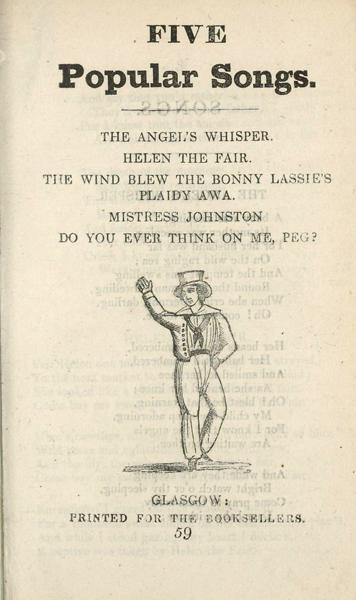 FIVE
Popular Songs.
THE ANGEL'S WHISPER.
HELEN THE FAIR.
THE WIND BLEW THE BONNY LASSIE'S
PLAIDY AWA.
MISTRESS JOHNSTON
DO YOU EVER THINK ON ME, PEG?
GLASGOW:
PRINTED FOR THE BOOKSELLERS.
59